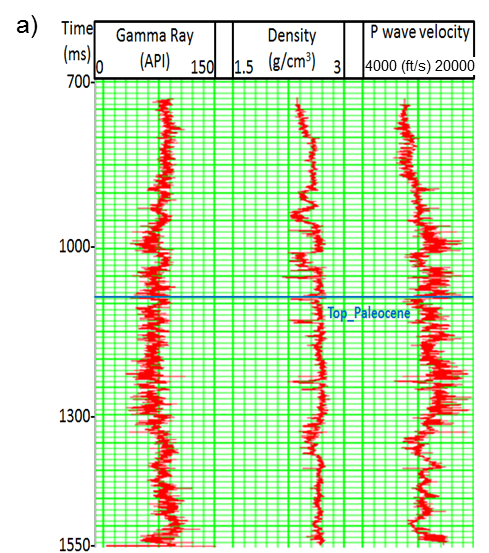 a)
Time
(ms)
Gamma Ray
(API)
0 150
Density
(g/cm³)
1.5 3
P wave velocity
4000 (ft/s) 20000
700
1000
Top_Paleocene
1300
1550